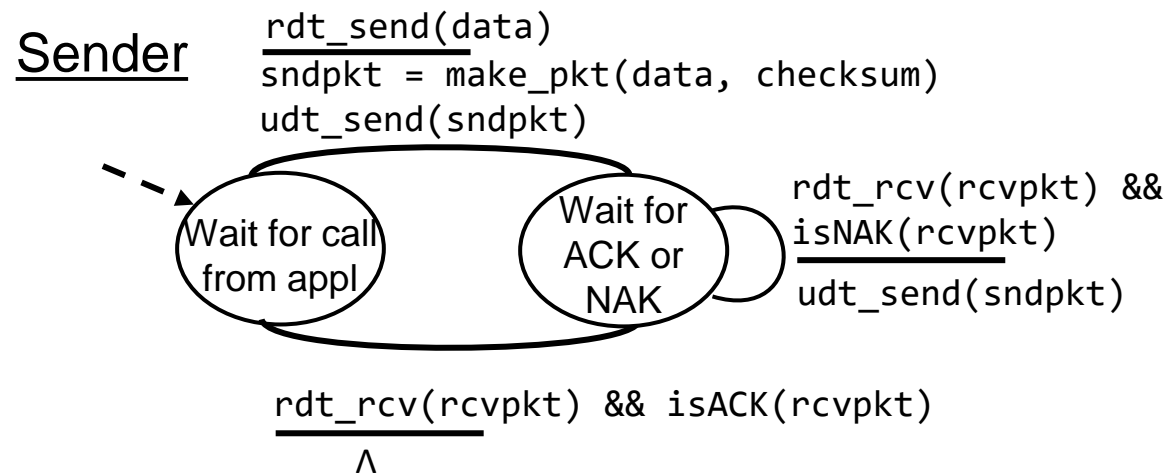 Sender
rdt_send(data)
sndpkt = make_pkt(data, checksum)
udt_send(sndpkt)
Wait for call
from appl
Wait for
ACK or
NAK
rdt_rcv(rcvpkt) &&
isNAK(rcvpkt)
udt_send(sndpkt)
rdt_rcv(rcvpkt) && isACK(rcvpkt)
Λ